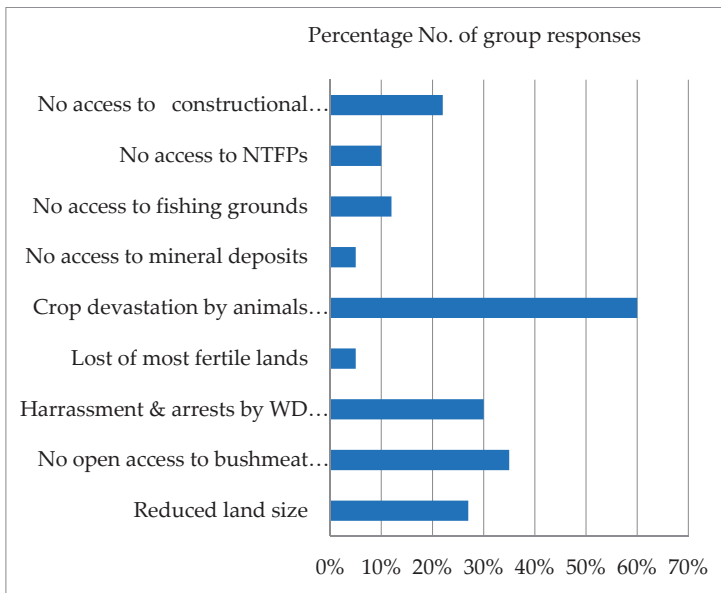 Percentage No. of group responses
No access to constructional…
No access to NTFPs
No access to fishing grounds
No access to mineral deposits
Crop devastation by animals…
Lost of most fertile lands
Harrassment & arrests by WD…
No open access to bushmeat…
Reduced land size
0% 10% 20% 30% 40% 50% 60% 70%